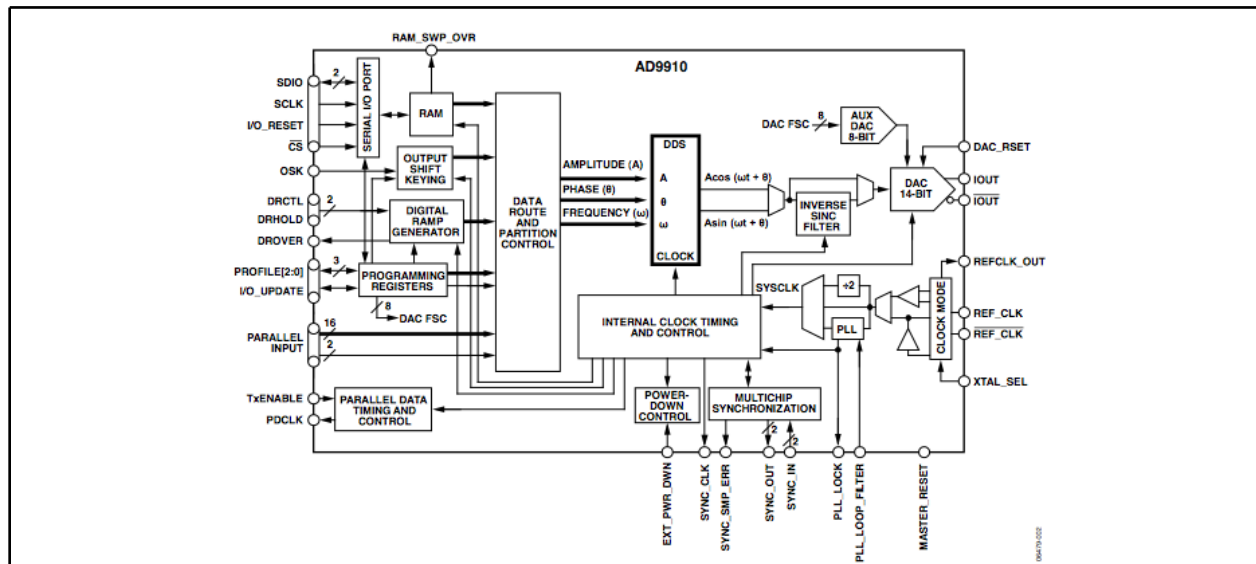 RAM_SWP_OVR
AD9910
SDIO
2
SCLK
I/O_RESET
CS
SERIAL I/O PORT
RAM
OSK
OUTPUT
SHIFT
KEYING
DRCTL
2
DRHOLD
DROVER
DIGITAL
RAMP
GENERATOR
PROFILE[2:0]
3
I/O_UPDATE
PROGRAMMING
REGISTERS
8
DAC FSC
16
PARALLEL
INPUT
2
TxENABLE
PDCLK
PARALLEL DATA
TIMING AND
CONTROL
DATA
ROUTE AND
PARTITION
CONTROL
AMPLITUDE (A)
PHASE (θ)
FREQUENCY (ω)
DDS
A
θ
ω
CLOCK
Acos (ωt + θ)
Asin (ωt + θ)
INVERSE
SINC
FILTER
DAC FSC
8
AUX
DAC
8-BIT
DAC
14-BIT
DAC_RSET
IOUT
IOUT
INTERNAL CLOCK TIMING
AND CONTROL
SYSCLK
÷2
PLL
CLOCK MODE
REFCLK_OUT
REF_CLK
REF_CLK
XTAL_SEL
POWER-
DOWN
CONTROL
MULTICHIP
SYNCHRONIZATION
2
2
EXT_PWR_DWN
SYNC_CLK
SYNC_SMP_ERR
SYNC_OUT
SYNC_IN
PLL_LOCK
PLL_LOOP_FILTER
MASTER_RESET
06479-002